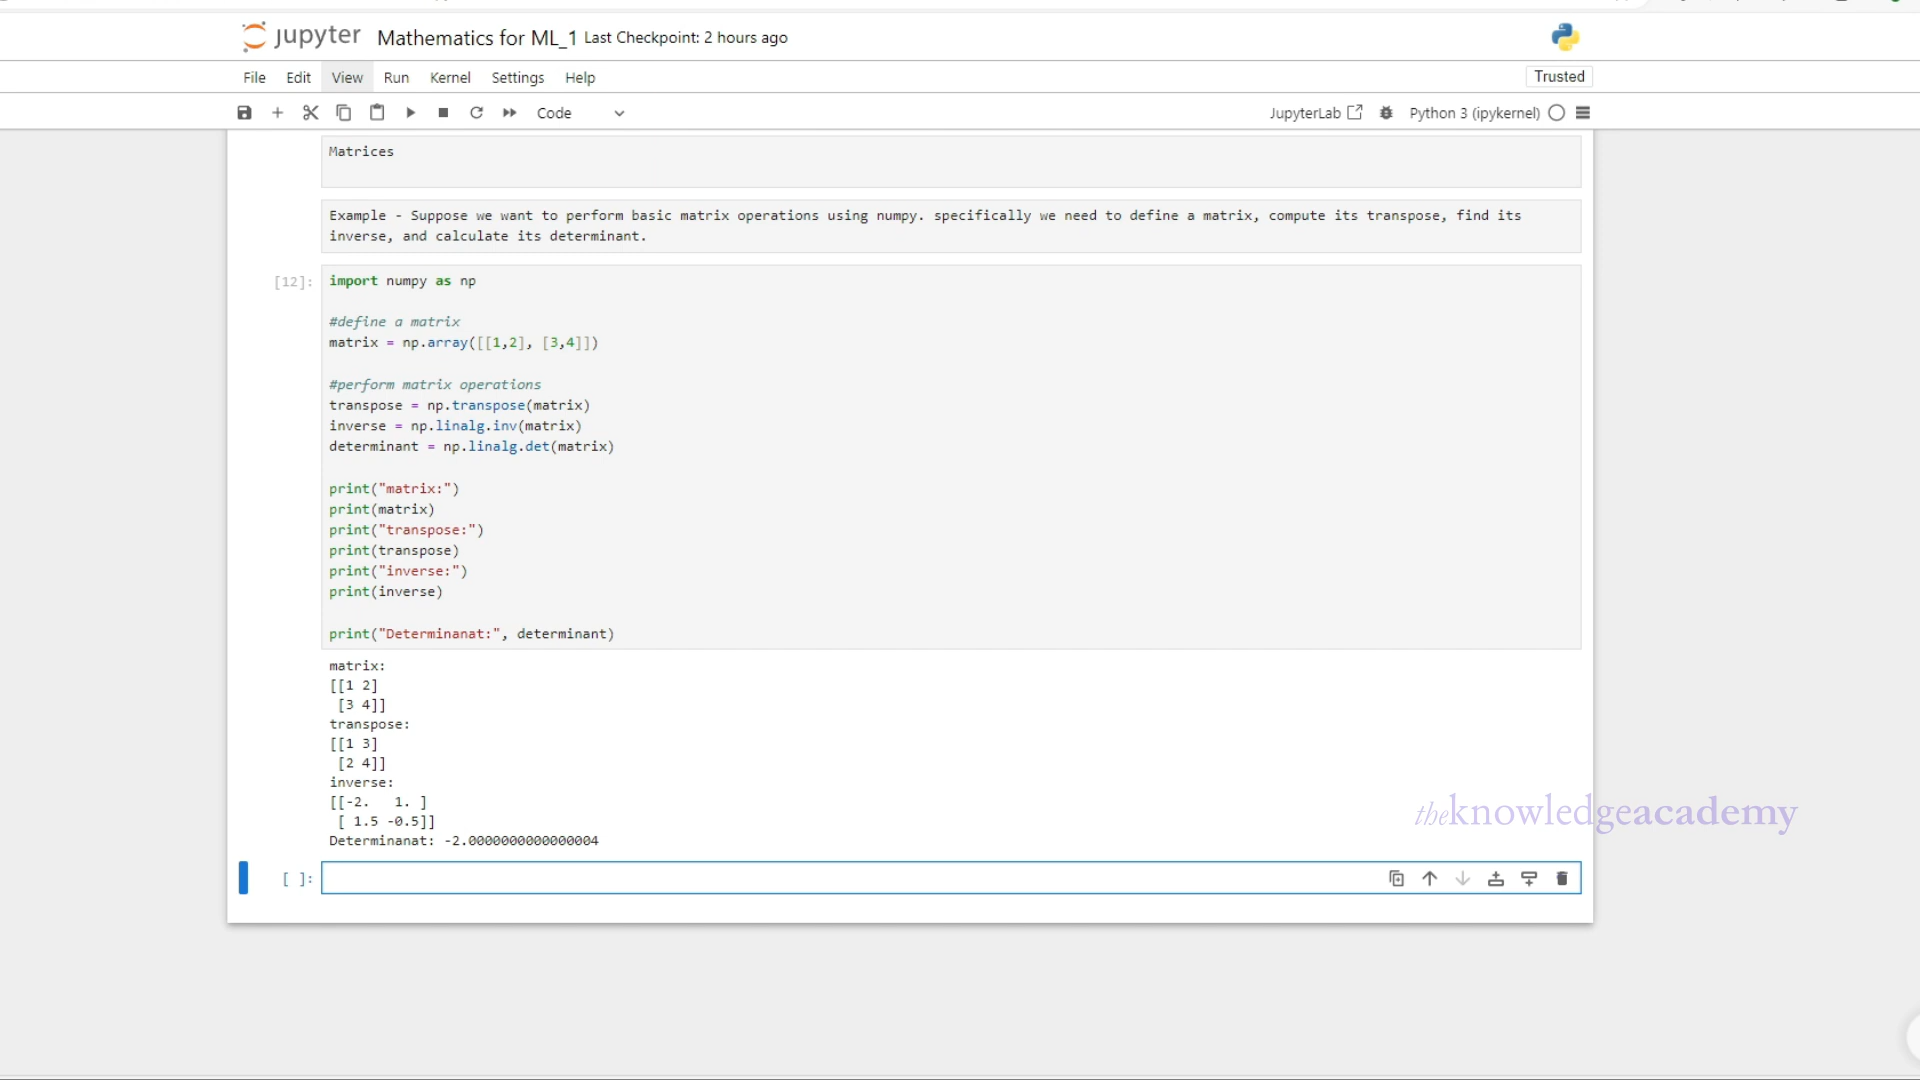 jupyter Mathematics for ML_1 Last Checkpoint: 2 hours ago
File Edit View Run Kernel Settings Help Trusted
Code JupyterLab Python 3 (ipykernel)
Matrices
Example - Suppose we want to perform basic matrix operations using numpy. specifically we need to define a matrix, compute its transpose, find its
inverse, and calculate its determinant.
[12]: import numpy as np
#define a matrix
matrix = np.array([[1,2], [3,4]])
#perform matrix operations
transpose = np.transpose(matrix)
inverse = np.linalg.inv(matrix)
determinant = np.linalg.det(matrix)
print("matrix:")
print(matrix)
print("transpose:")
print(transpose)
print("inverse:")
print(inverse)
print("Determinanat:", determinant)
matrix:
[[1 2]
[3 4]]
transpose:
[[1 3]
[2 4]]
inverse:
[[-2.   1. ]
[ 1.5 -0.5]]
Determinanat: -2.0000000000000004
[ ]:
theknowledgeacademy